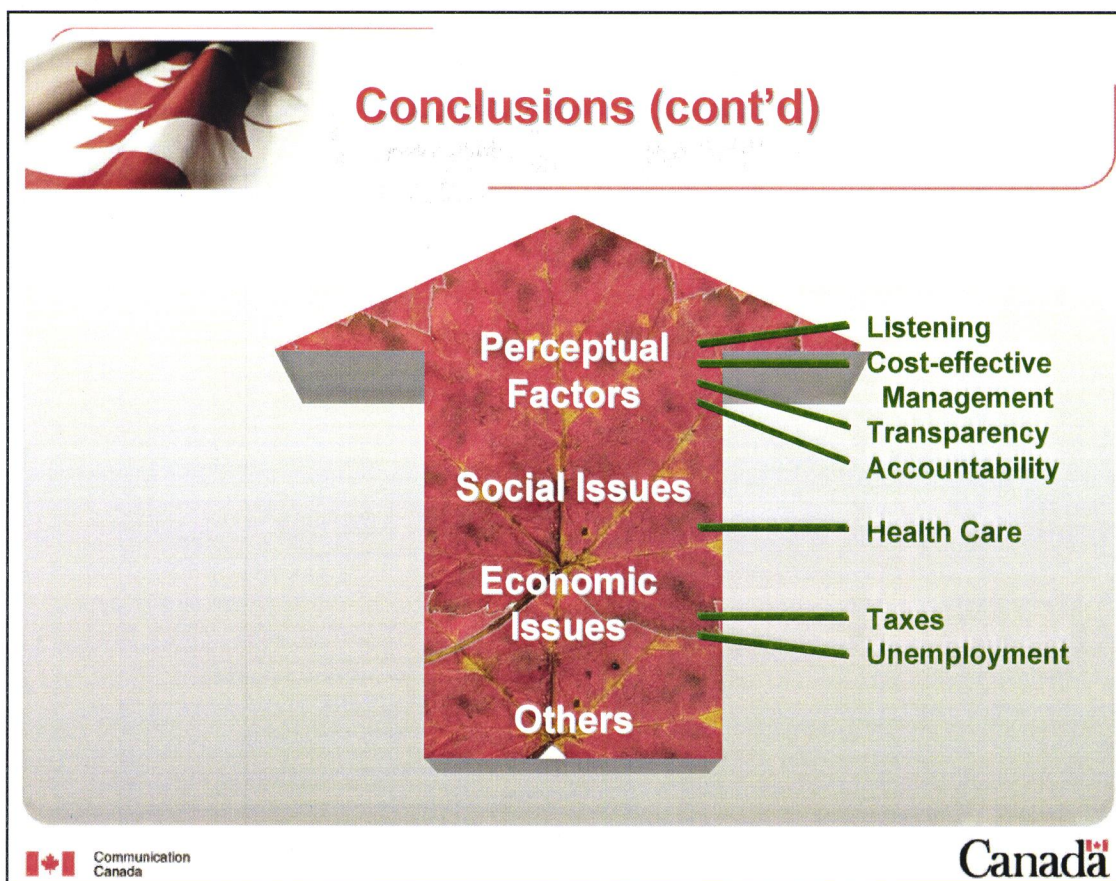 Conclusions (cont'd)
Perceptual
Factors
Listening
Cost-effective
Management
Transparency
Accountability
Social Issues
Health Care
Economic
Issues
Taxes
Unemployment
Others
Communication
Canada
Canada